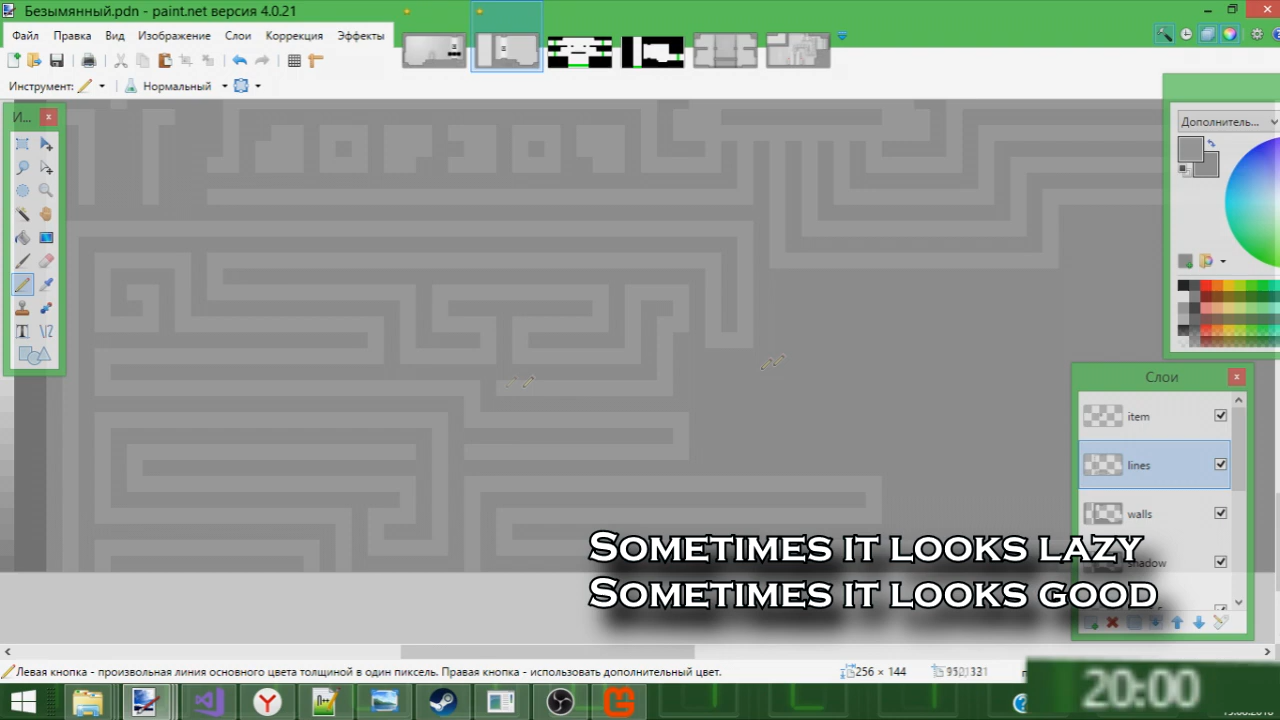 Безымянный.pdn - paint.net версия 4.0.21
Файл Правка Вид Изображение Слои Коррекция Эффекты
Инструмент: Нормальный
И...
Дополнитель...
Слои
item
lines
walls
shadow
SOMETIMES IT LOOKS LAZY
SOMETIMES IT LOOKS GOOD
Левая кнопка - произвольная линия основного цвета толщиной в один пиксель. Правая кнопка - использовать дополнительный цвет.
256 × 144
20:00